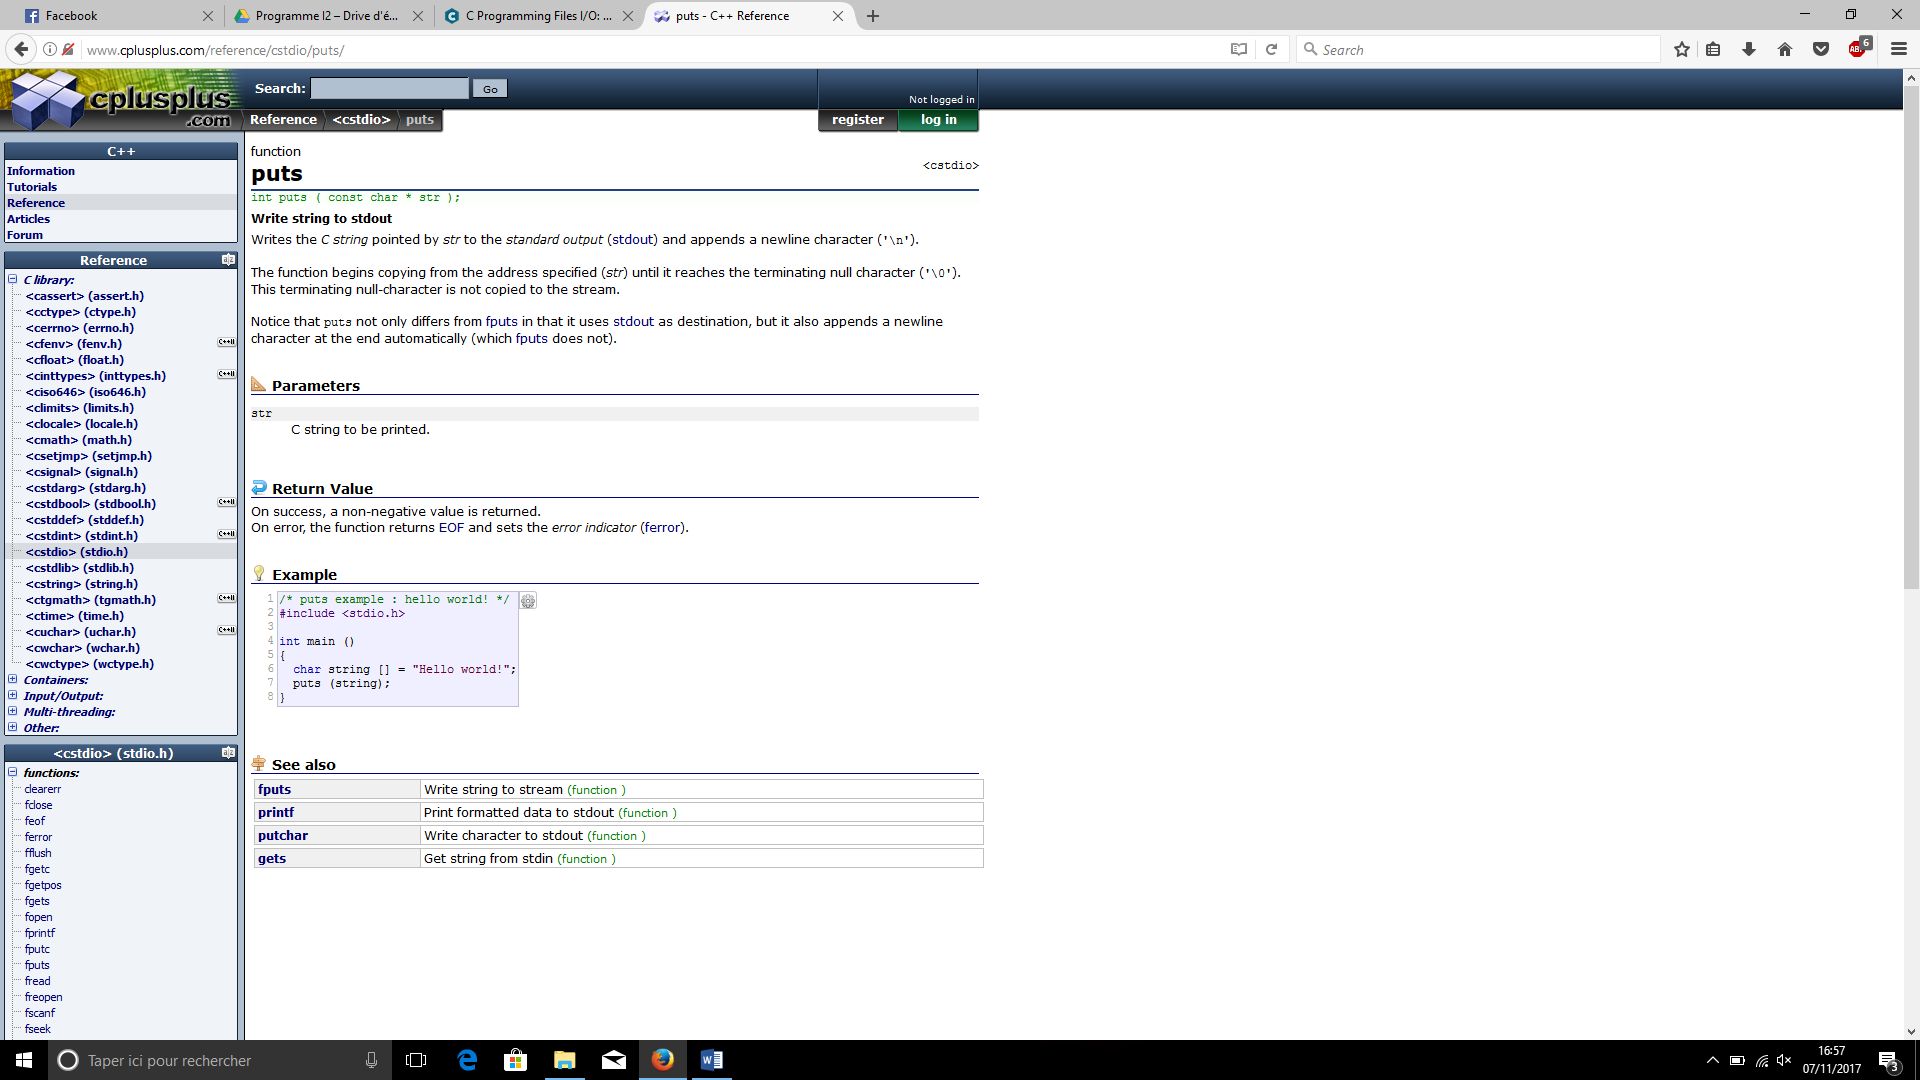 Facebook
Programme I2 – Drive d'é...
C Programming Files I/O: ...
puts - C++ Reference
www.cplusplus.com/reference/cstdio/puts/
Search
6
cplusplus
.com
Search:
Go
Not logged in
Reference <cstdio> puts
register log in
C++
Information
Tutorials
Reference
Articles
Forum
Reference
C library:
<cassert> (assert.h)
<cctype> (ctype.h)
<cerrno> (errno.h)
<cfenv> (fenv.h)
<cfloat> (float.h)
<cinttypes> (inttypes.h)
<ciso646> (iso646.h)
<climits> (limits.h)
<clocale> (locale.h)
<cmath> (math.h)
<csetjmp> (setjmp.h)
<csignal> (signal.h)
<cstdarg> (stdarg.h)
<cstdbool> (stdbool.h)
<cstddef> (stddef.h)
<cstdint> (stdint.h)
<cstdio> (stdio.h)
<cstdlib> (stdlib.h)
<cstring> (string.h)
<ctgmath> (tgmath.h)
<ctime> (time.h)
<cuchar> (uchar.h)
<cwchar> (wchar.h)
<cwctype> (wctype.h)
Containers:
Input/Output:
Multi-threading:
Other:
<cstdio> (stdio.h)
functions:
clearerr
fclose
feof
ferror
fflush
fgetc
fgetpos
fgets
fopen
fprintf
fputc
fputs
fread
freopen
fscanf
fseek
function
puts
<cstdio>
int puts ( const char * str );
Write string to stdout
Writes the C string pointed by str to the standard output (stdout) and appends a newline character ('\n').
The function begins copying from the address specified (str) until it reaches the terminating null character ('\0').
This terminating null-character is not copied to the stream.
Notice that puts not only differs from fputs in that it uses stdout as destination, but it also appends a newline
character at the end automatically (which fputs does not).
Parameters
str
C string to be printed.
Return Value
On success, a non-negative value is returned.
On error, the function returns EOF and sets the error indicator (ferror).
Example
1 /* puts example : hello world! */
2 #include <stdio.h>
3
4 int main ()
5 {
6 char string [] = "Hello world!";
7 puts (string);
8 }
See also
fputs Write string to stream (function )
printf Print formatted data to stdout (function )
putchar Write character to stdout (function )
gets Get string from stdin (function )
Taper ici pour rechercher
16:57
07/11/2017
3